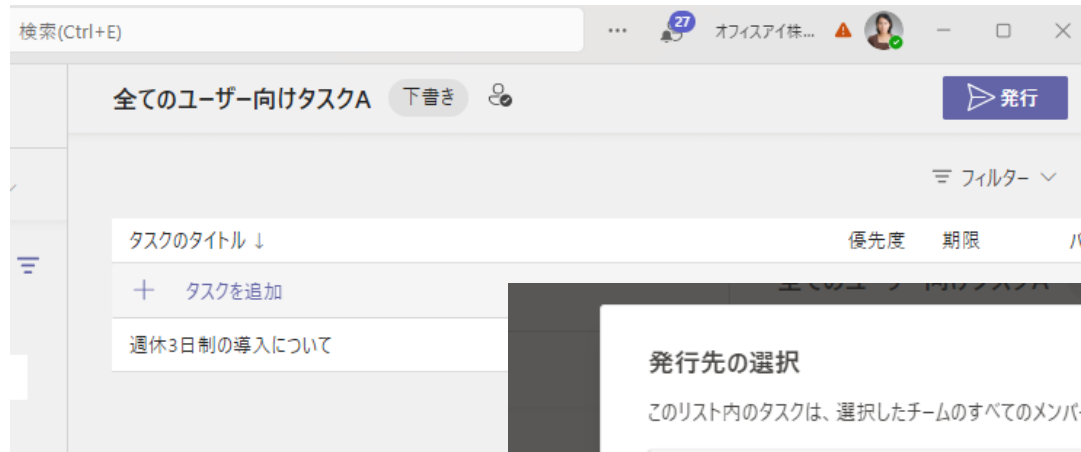 検索(Ctrl+E)
… 27 オフィスアイ株...
全てのユーザー向けタスクA 下書き 発行
フィルター
タスクのタイトル ↓ 優先度 期限
+ タスクを追加
週休3日制の導入について
発行先の選択
このリスト内のタスクは、選択したチームのすべてのメンバー